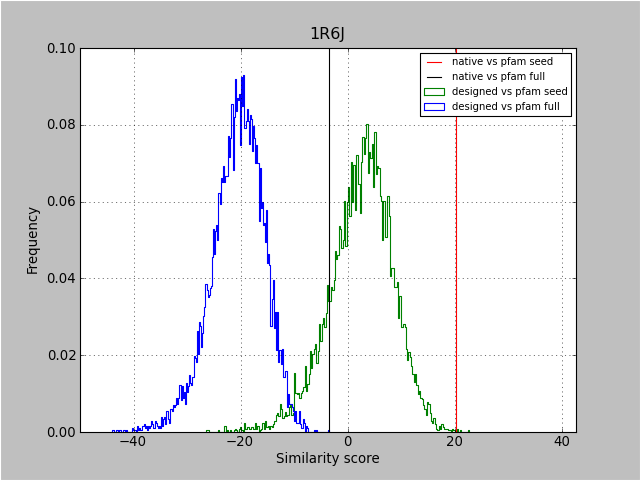 1R6J
native vs pfam seed
native vs pfam full
designed vs pfam seed
designed vs pfam full
0.10
0.08
0.06
0.04
0.02
0.00
Frequency
−40
−20
0
20
40
Similarity score